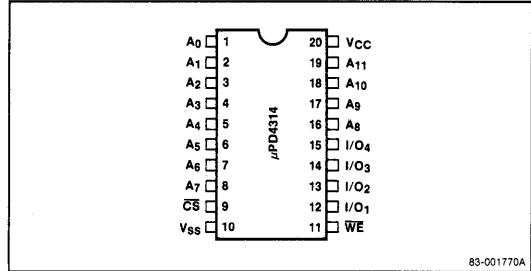 A0 1 20 VCC
A1 2 19 A11
A2 3 18 A10
A3 4 17 A9
A4 5 16 A8
A5 6 15 I/O4
A6 7 14 I/O3
A7 8 13 I/O2
CS 9 12 I/O1
VSS 10 11 WE
μPD4314
83-001770A